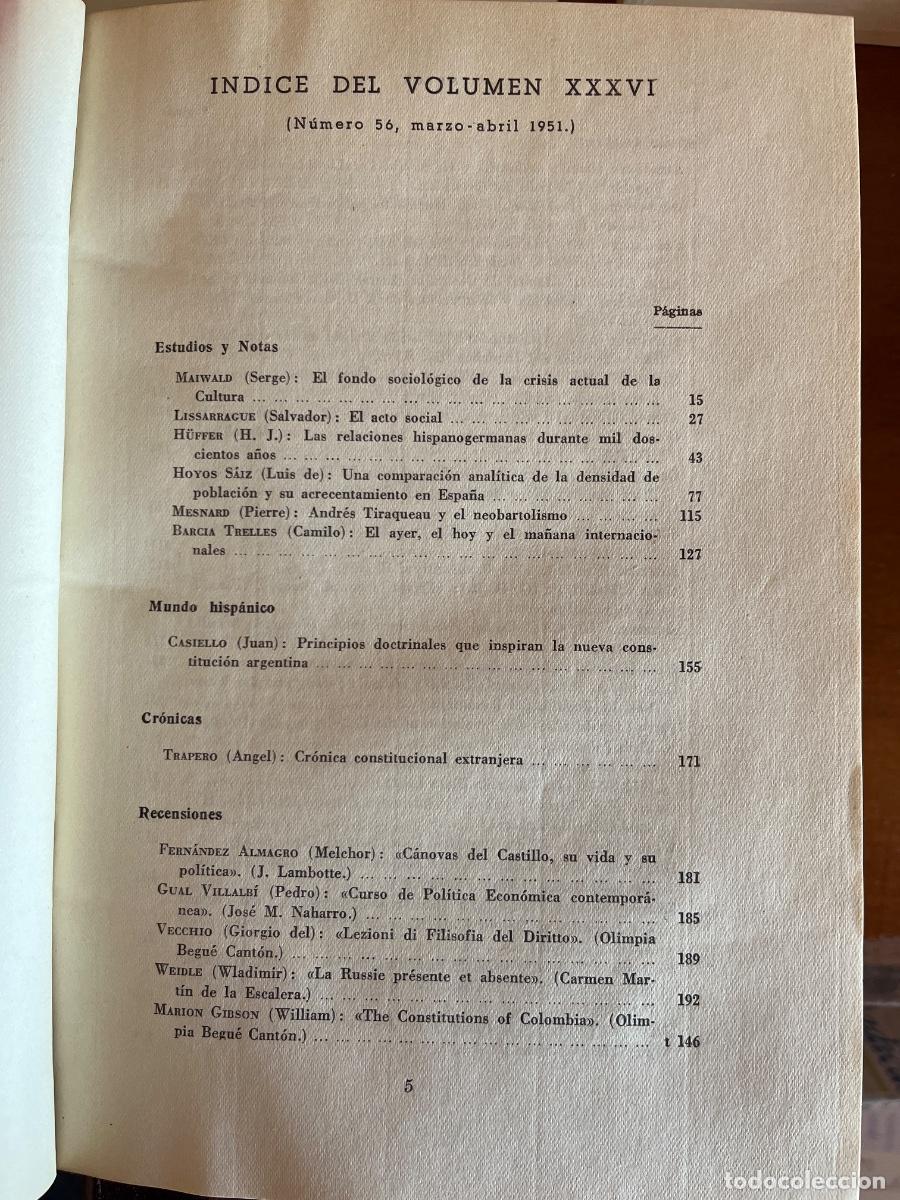 INDICE DEL VOLUMEN XXXVI
(Número 56, marzo-abril 1951.)
Páginas
Estudios y Notas
MAIWALD (Serge): El fondo sociológico de la crisis actual de la
Cultura ... ... ... ... ... ... ... ... ... ... ... ... ... ... ... ... ... ... 15
LISSARRAGUE (Salvador): El acto social ... ... ... ... ... ... ... ... ... 27
HÜFFER (H. J.): Las relaciones hispanogermanas durante mil dos-
cientos años ... ... ... ... ... ... ... ... ... ... ... ... ... ... ... ... 43
HOYOS SÁIZ (Luis de): Una comparación analítica de la densidad de
población y su acrecentamiento en España ... ... ... ... ... ... ... 77
MESNARD (Pierre): Andrés Tiraqueau y el neobartolismo ... ... ... ... 115
BARCIA TRELLES (Camilo): El ayer, el hoy y el mañana internacio-
nales ... ... ... ... ... ... ... ... ... ... ... ... ... ... ... ... ... ... 127
Mundo hispánico
CASIELLO (Juan): Principios doctrinales que inspiran la nueva cons-
titución argentina ... ... ... ... ... ... ... ... ... ... ... ... ... ... 155
Crónicas
TRAPERO (Angel): Crónica constitucional extranjera ... ... ... ... ... ... 171
Recensiones
FERNÁNDEZ ALMAGRO (Melchor): «Cánovas del Castillo, su vida y su
política». (J. Lambotte.) ... ... ... ... ... ... ... ... ... ... ... ... 181
GUAL VILLALBÍ (Pedro): «Curso de Política Económica contemporá-
nea». (José M. Naharro.) ... ... ... ... ... ... ... ... ... ... ... ... 185
VECCHIO (Giorgio del): «Lezioni di Filisofia del Diritto». (Olimpia
Begué Cantón.) ... ... ... ... ... ... ... ... ... ... ... ... ... ... ... 189
WEIDLE (Wladimir): «La Russie présente et absente». (Carmen Mar-
tín de la Escalera.) ... ... ... ... ... ... ... ... ... ... ... ... ... ... 192
MARION GIBSON (William): «The Constitutions of Colombia». (Olim-
pia Begué Cantón.) ... ... ... ... ... ... ... ... ... ... ... ... ... ... t 146
5
todocoleccion